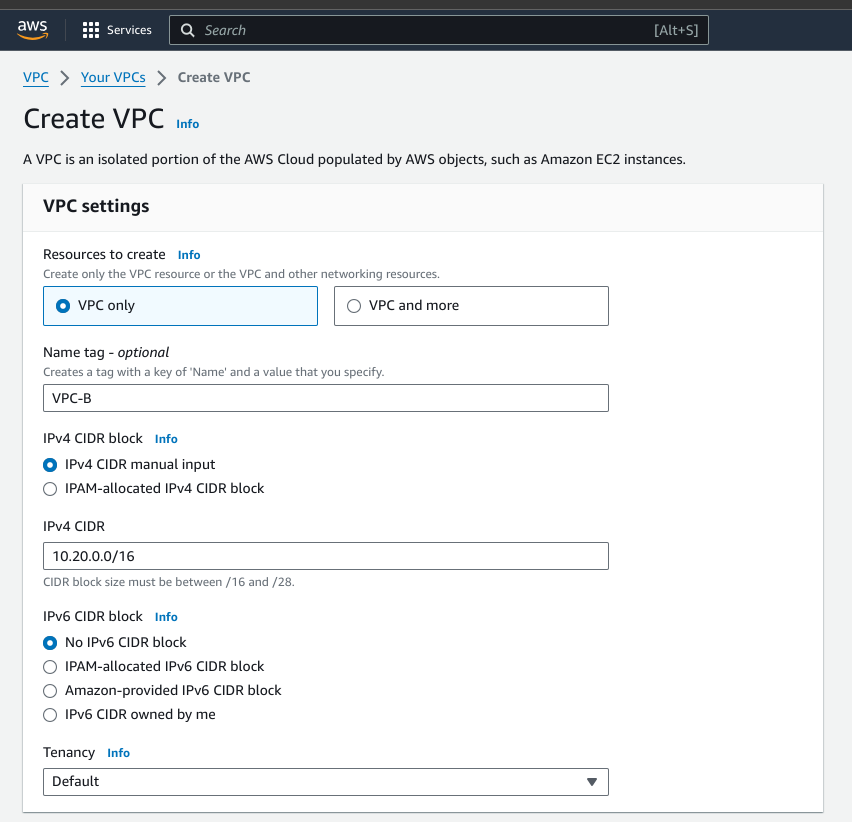 aws Services Search [Alt+S]
VPC Your VPCs Create VPC
Create VPC Info
A VPC is an isolated portion of the AWS Cloud populated by AWS objects, such as Amazon EC2 instances.
VPC settings
Resources to create Info
Create only the VPC resource or the VPC and other networking resources.
VPC only VPC and more
Name tag - optional
Creates a tag with a key of 'Name' and a value that you specify.
VPC-B
IPv4 CIDR block Info
IPv4 CIDR manual input
IPAM-allocated IPv4 CIDR block
IPv4 CIDR
10.20.0.0/16
CIDR block size must be between /16 and /28.
IPv6 CIDR block Info
No IPv6 CIDR block
IPAM-allocated IPv6 CIDR block
Amazon-provided IPv6 CIDR block
IPv6 CIDR owned by me
Tenancy Info
Default